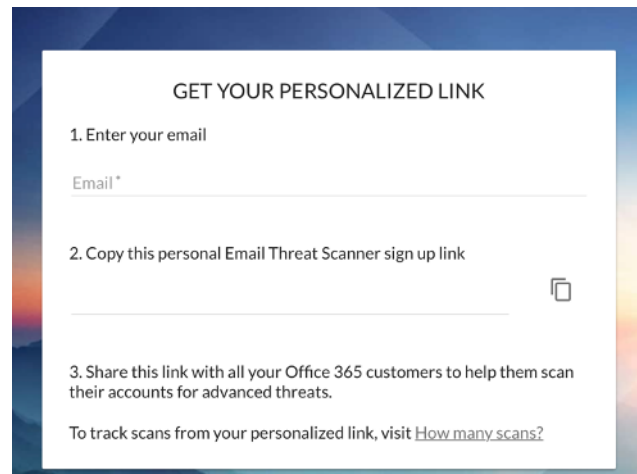 GET YOUR PERSONALIZED LINK
1. Enter your email
Email*
2. Copy this personal Email Threat Scanner sign up link
3. Share this link with all your Office 365 customers to help them scan
their accounts for advanced threats.
To track scans from your personalized link, visit How many scans?